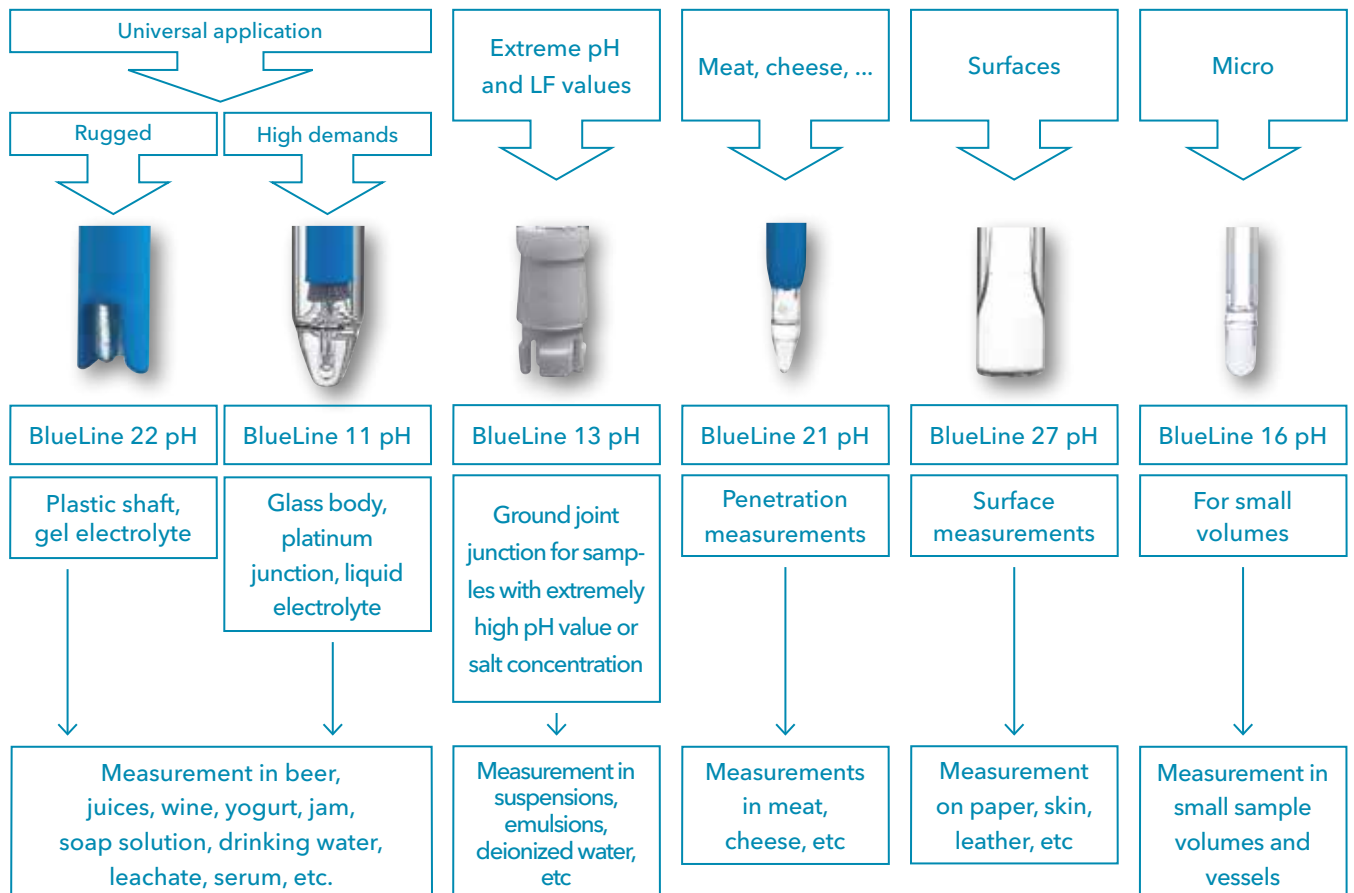 Universal application
Rugged
High demands
Extreme pH
and LF values
Meat, cheese, ...
Surfaces
Micro
BlueLine 22 pH
BlueLine 11 pH
BlueLine 13 pH
BlueLine 21 pH
BlueLine 27 pH
BlueLine 16 pH
Plastic shaft,
gel electrolyte
Glass body,
platinum
junction, liquid
electrolyte
Ground joint
junction for samp-
les with extremely
high pH value or
salt concentration
Penetration
measurements
Surface
measurements
For small
volumes
Measurement in beer,
juices, wine, yogurt, jam,
soap solution, drinking water,
leachate, serum, etc.
Measurement in
suspensions,
emulsions,
deionized water,
etc
Measurements
in meat,
cheese, etc
Measurement
on paper, skin,
leather, etc
Measurement in
small sample
volumes and
vessels